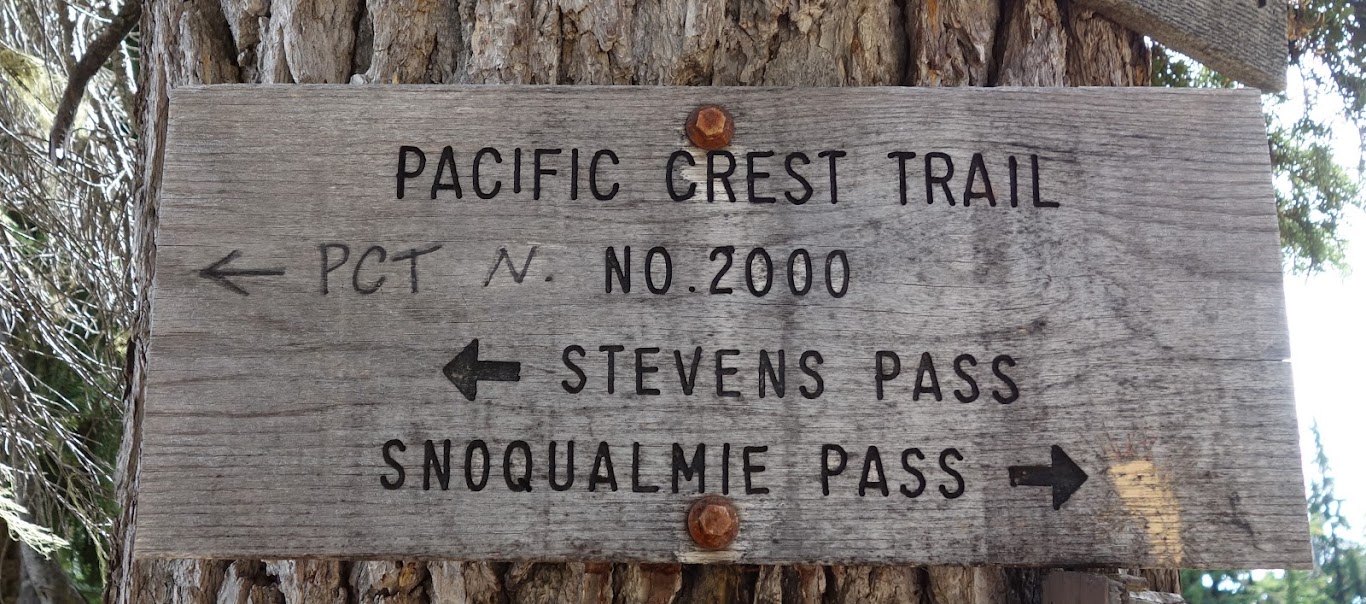 PACIFIC CREST TRAIL
← PCT N. NO.2000
← STEVENS PASS
SNOQUALMIE PASS →